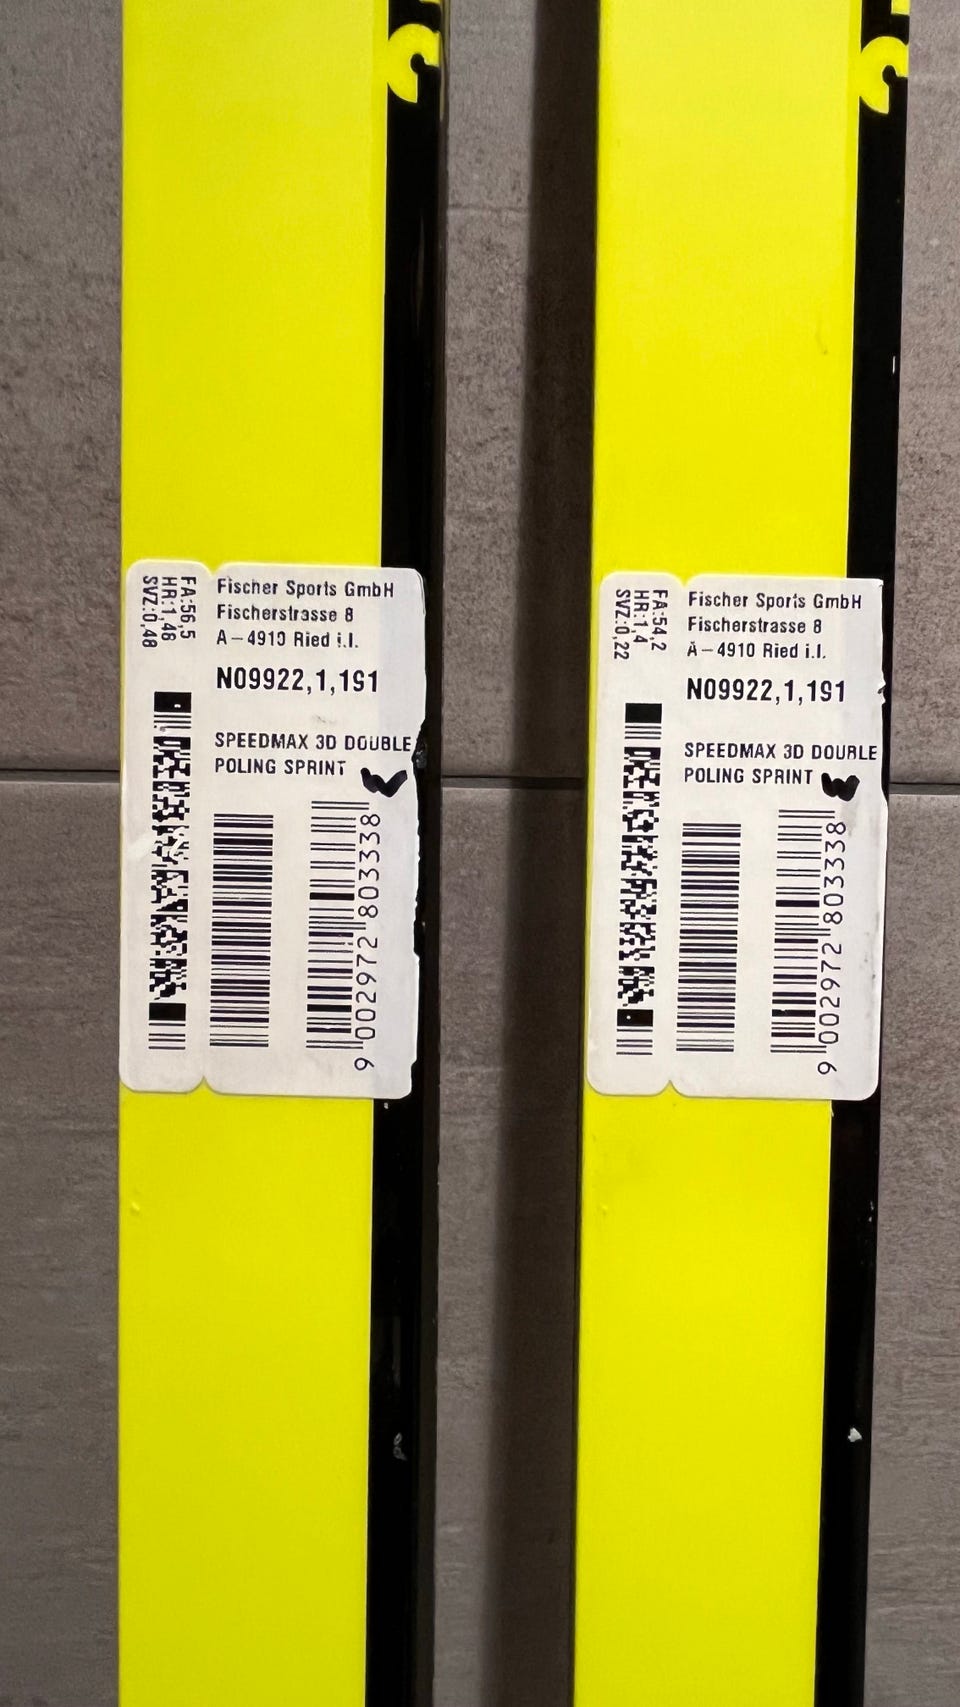 FA:56,5
HR:1,48
SVZ:0,48
Fischer Sports GmbH
Fischerstrasse 8
A-4910 Ried i.I.
N09922,1,191
SPEEDMAX 3D DOUBLE
POLING SPRINT
9 002972 803338
FA:54,2
HR:1,4
SVZ:0,22
Fischer Sports GmbH
Fischerstrasse 8
A-4910 Ried i.I.
N09922,1,191
SPEEDMAX 3D DOUBLE
POLING SPRINT
9 002972 803338